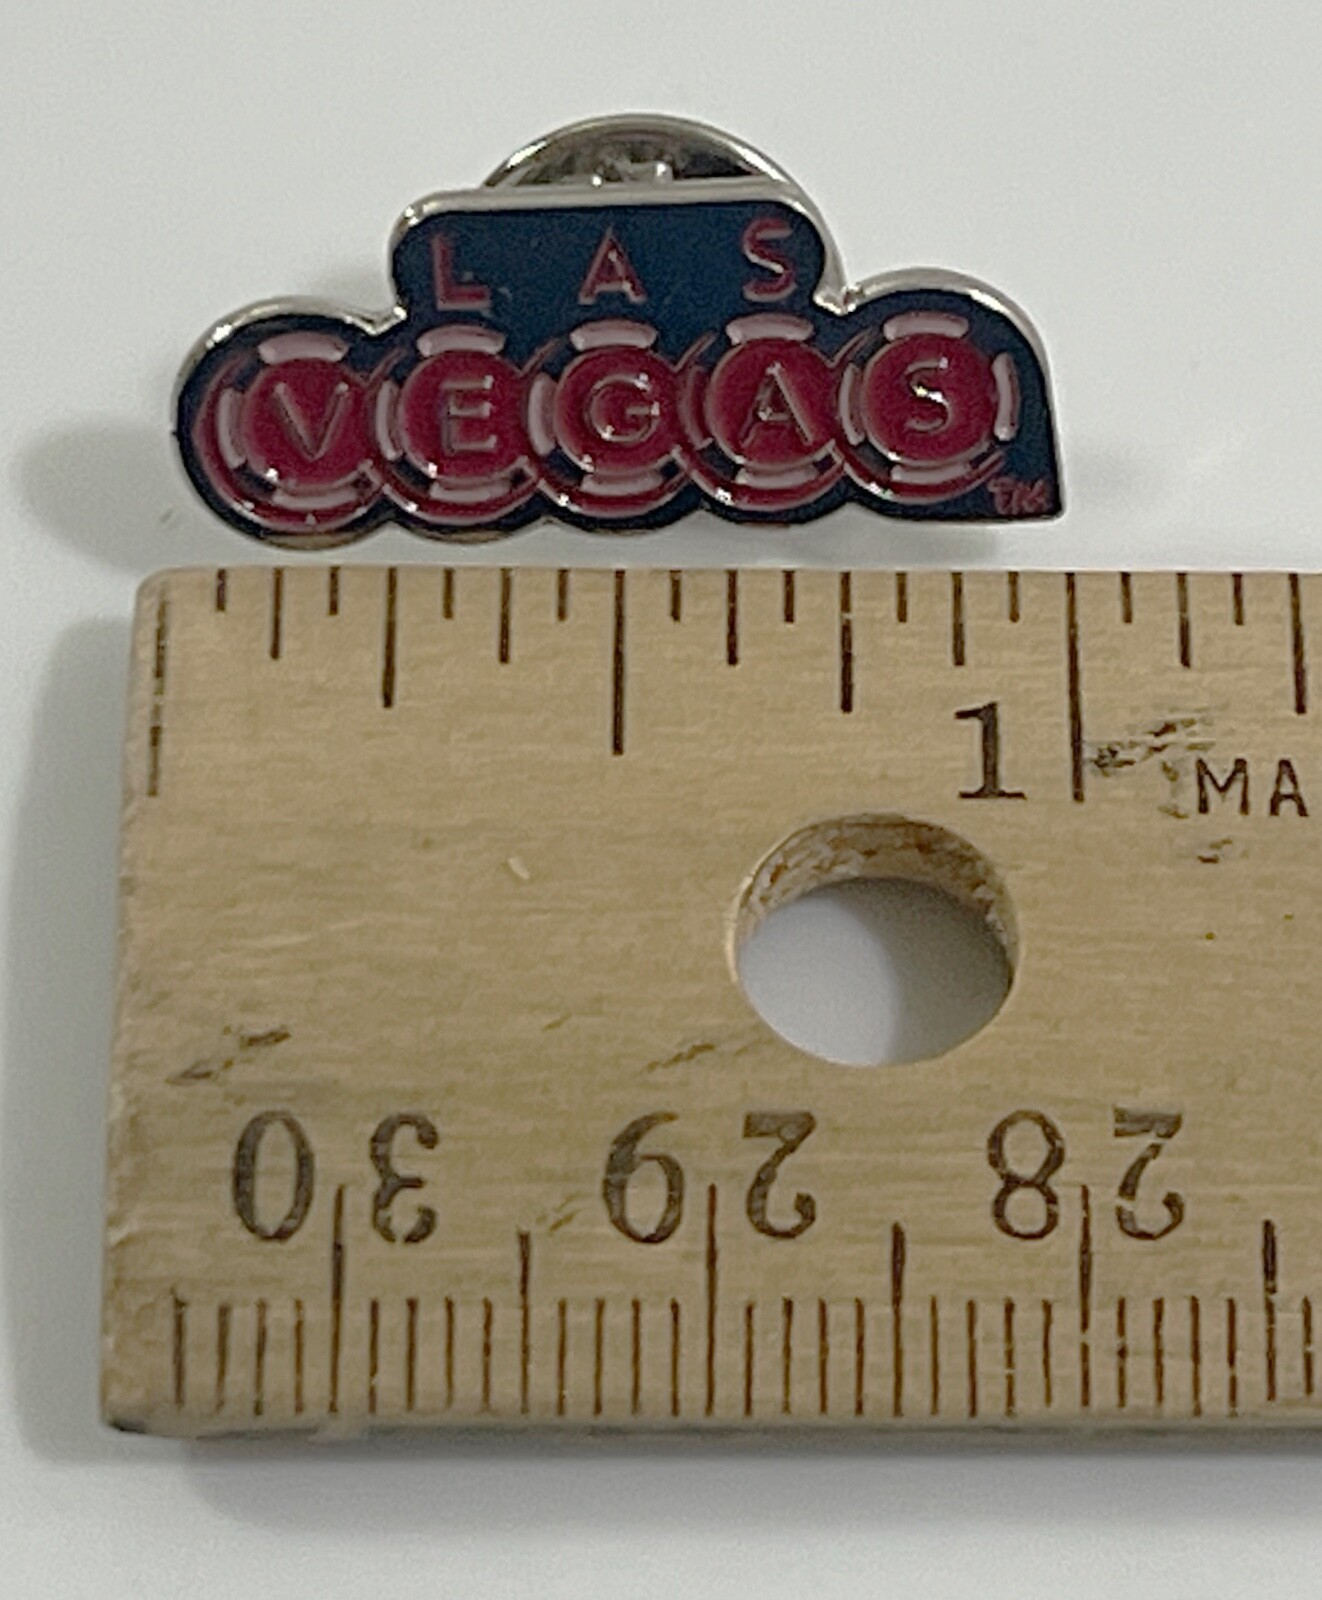 LAS
VEGAS
TM
1
MA
30 29 28